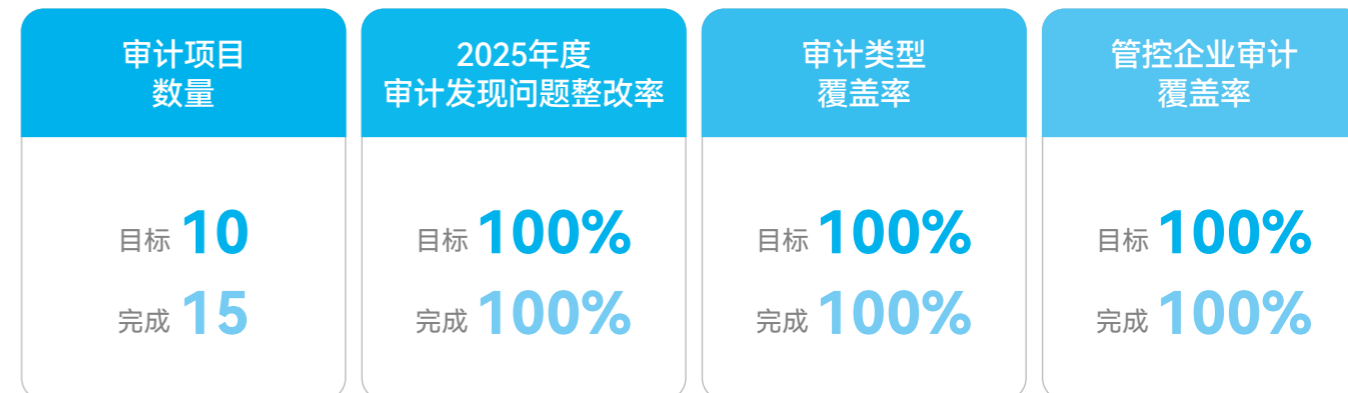 审计项目
数量
目标 10
完成 15
2025年度
审计发现问题整改率
目标 100%
完成 100%
审计类型
覆盖率
目标 100%
完成 100%
管控企业审计
覆盖率
目标 100%
完成 100%